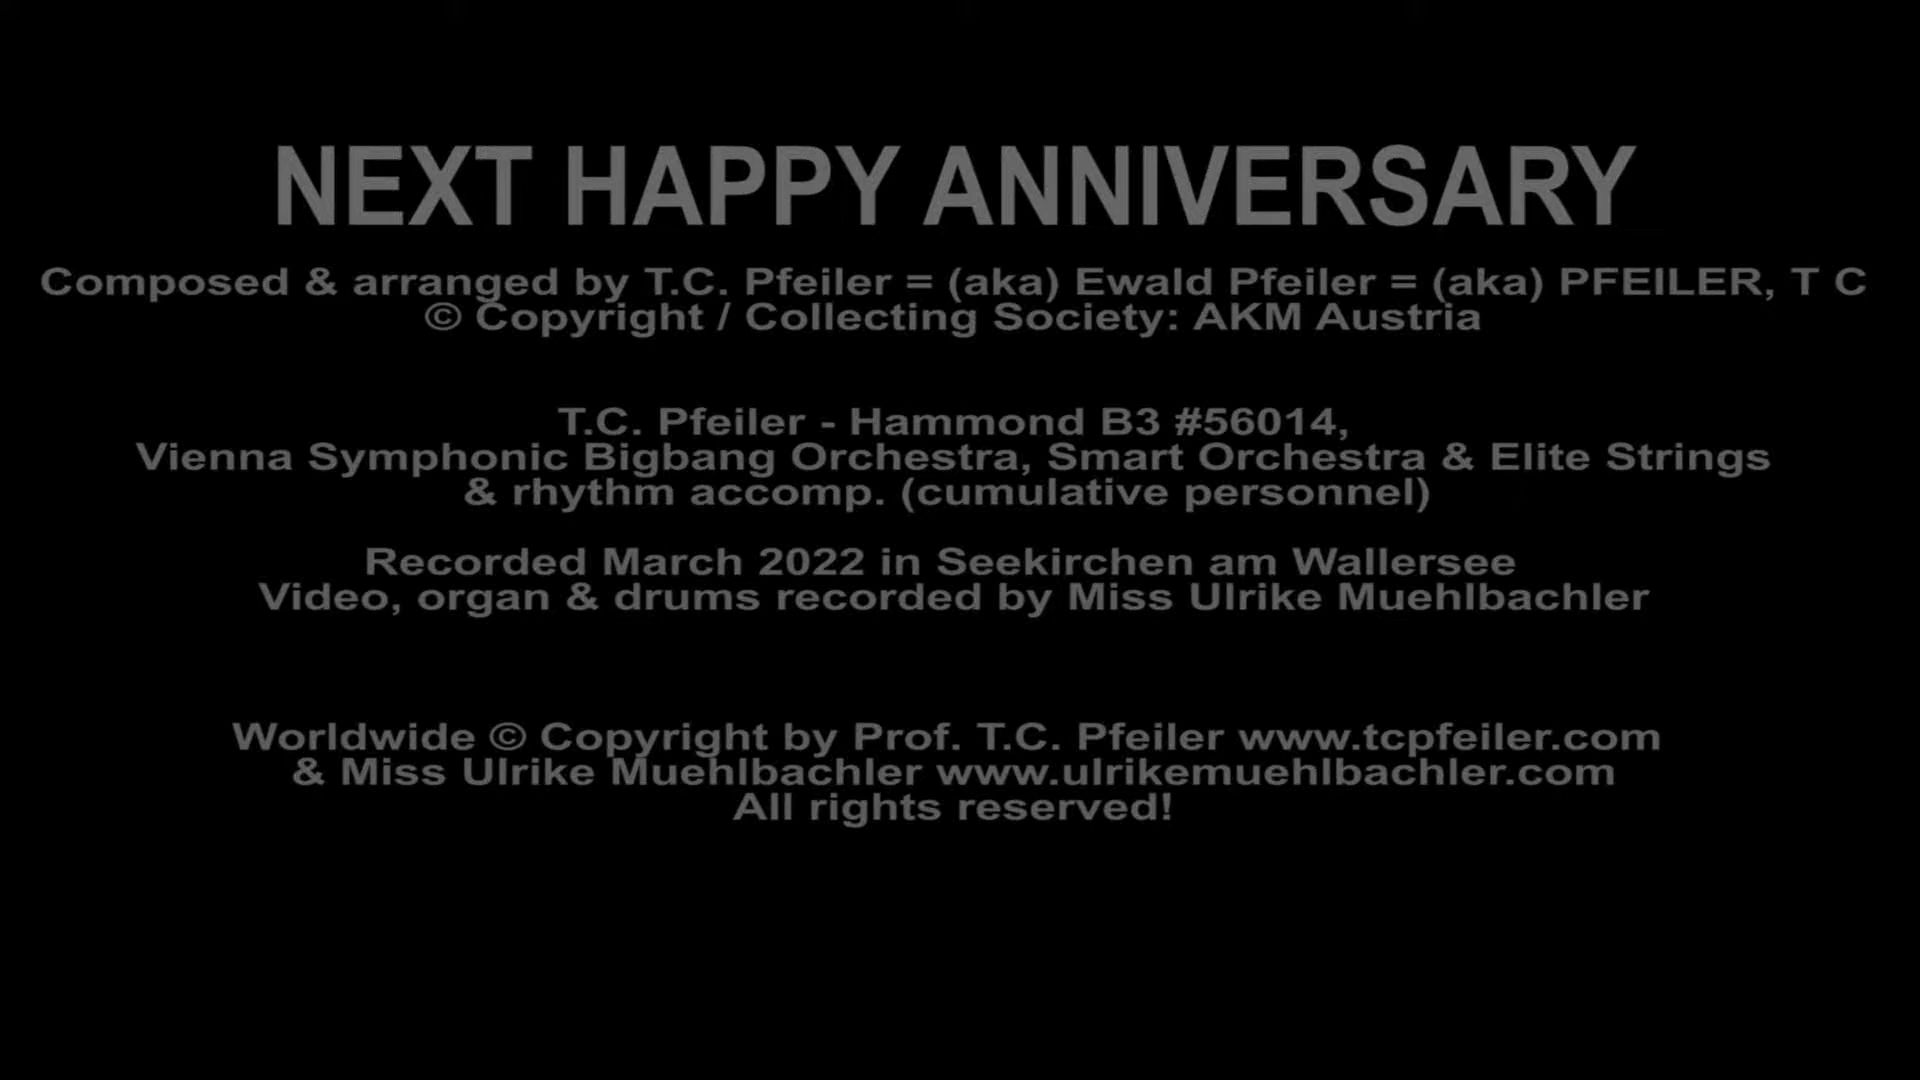 NEXT HAPPY ANNIVERSARY
Composed & arranged by T.C. Pfeiler = (aka) Ewald Pfeiler = (aka) PFEILER, T C
© Copyright / Collecting Society: AKM Austria
T.C. Pfeiler - Hammond B3 #56014,
Vienna Symphonic Bigbang Orchestra, Smart Orchestra & Elite Strings
& rhythm accomp. (cumulative personnel)
Recorded March 2022 in Seekirchen am Wallersee
Video, organ & drums recorded by Miss Ulrike Muehlbachler
Worldwide © Copyright by Prof. T.C. Pfeiler www.tcpfeiler.com
& Miss Ulrike Muehlbachler www.ulrikemuehlbachler.com
All rights reserved!